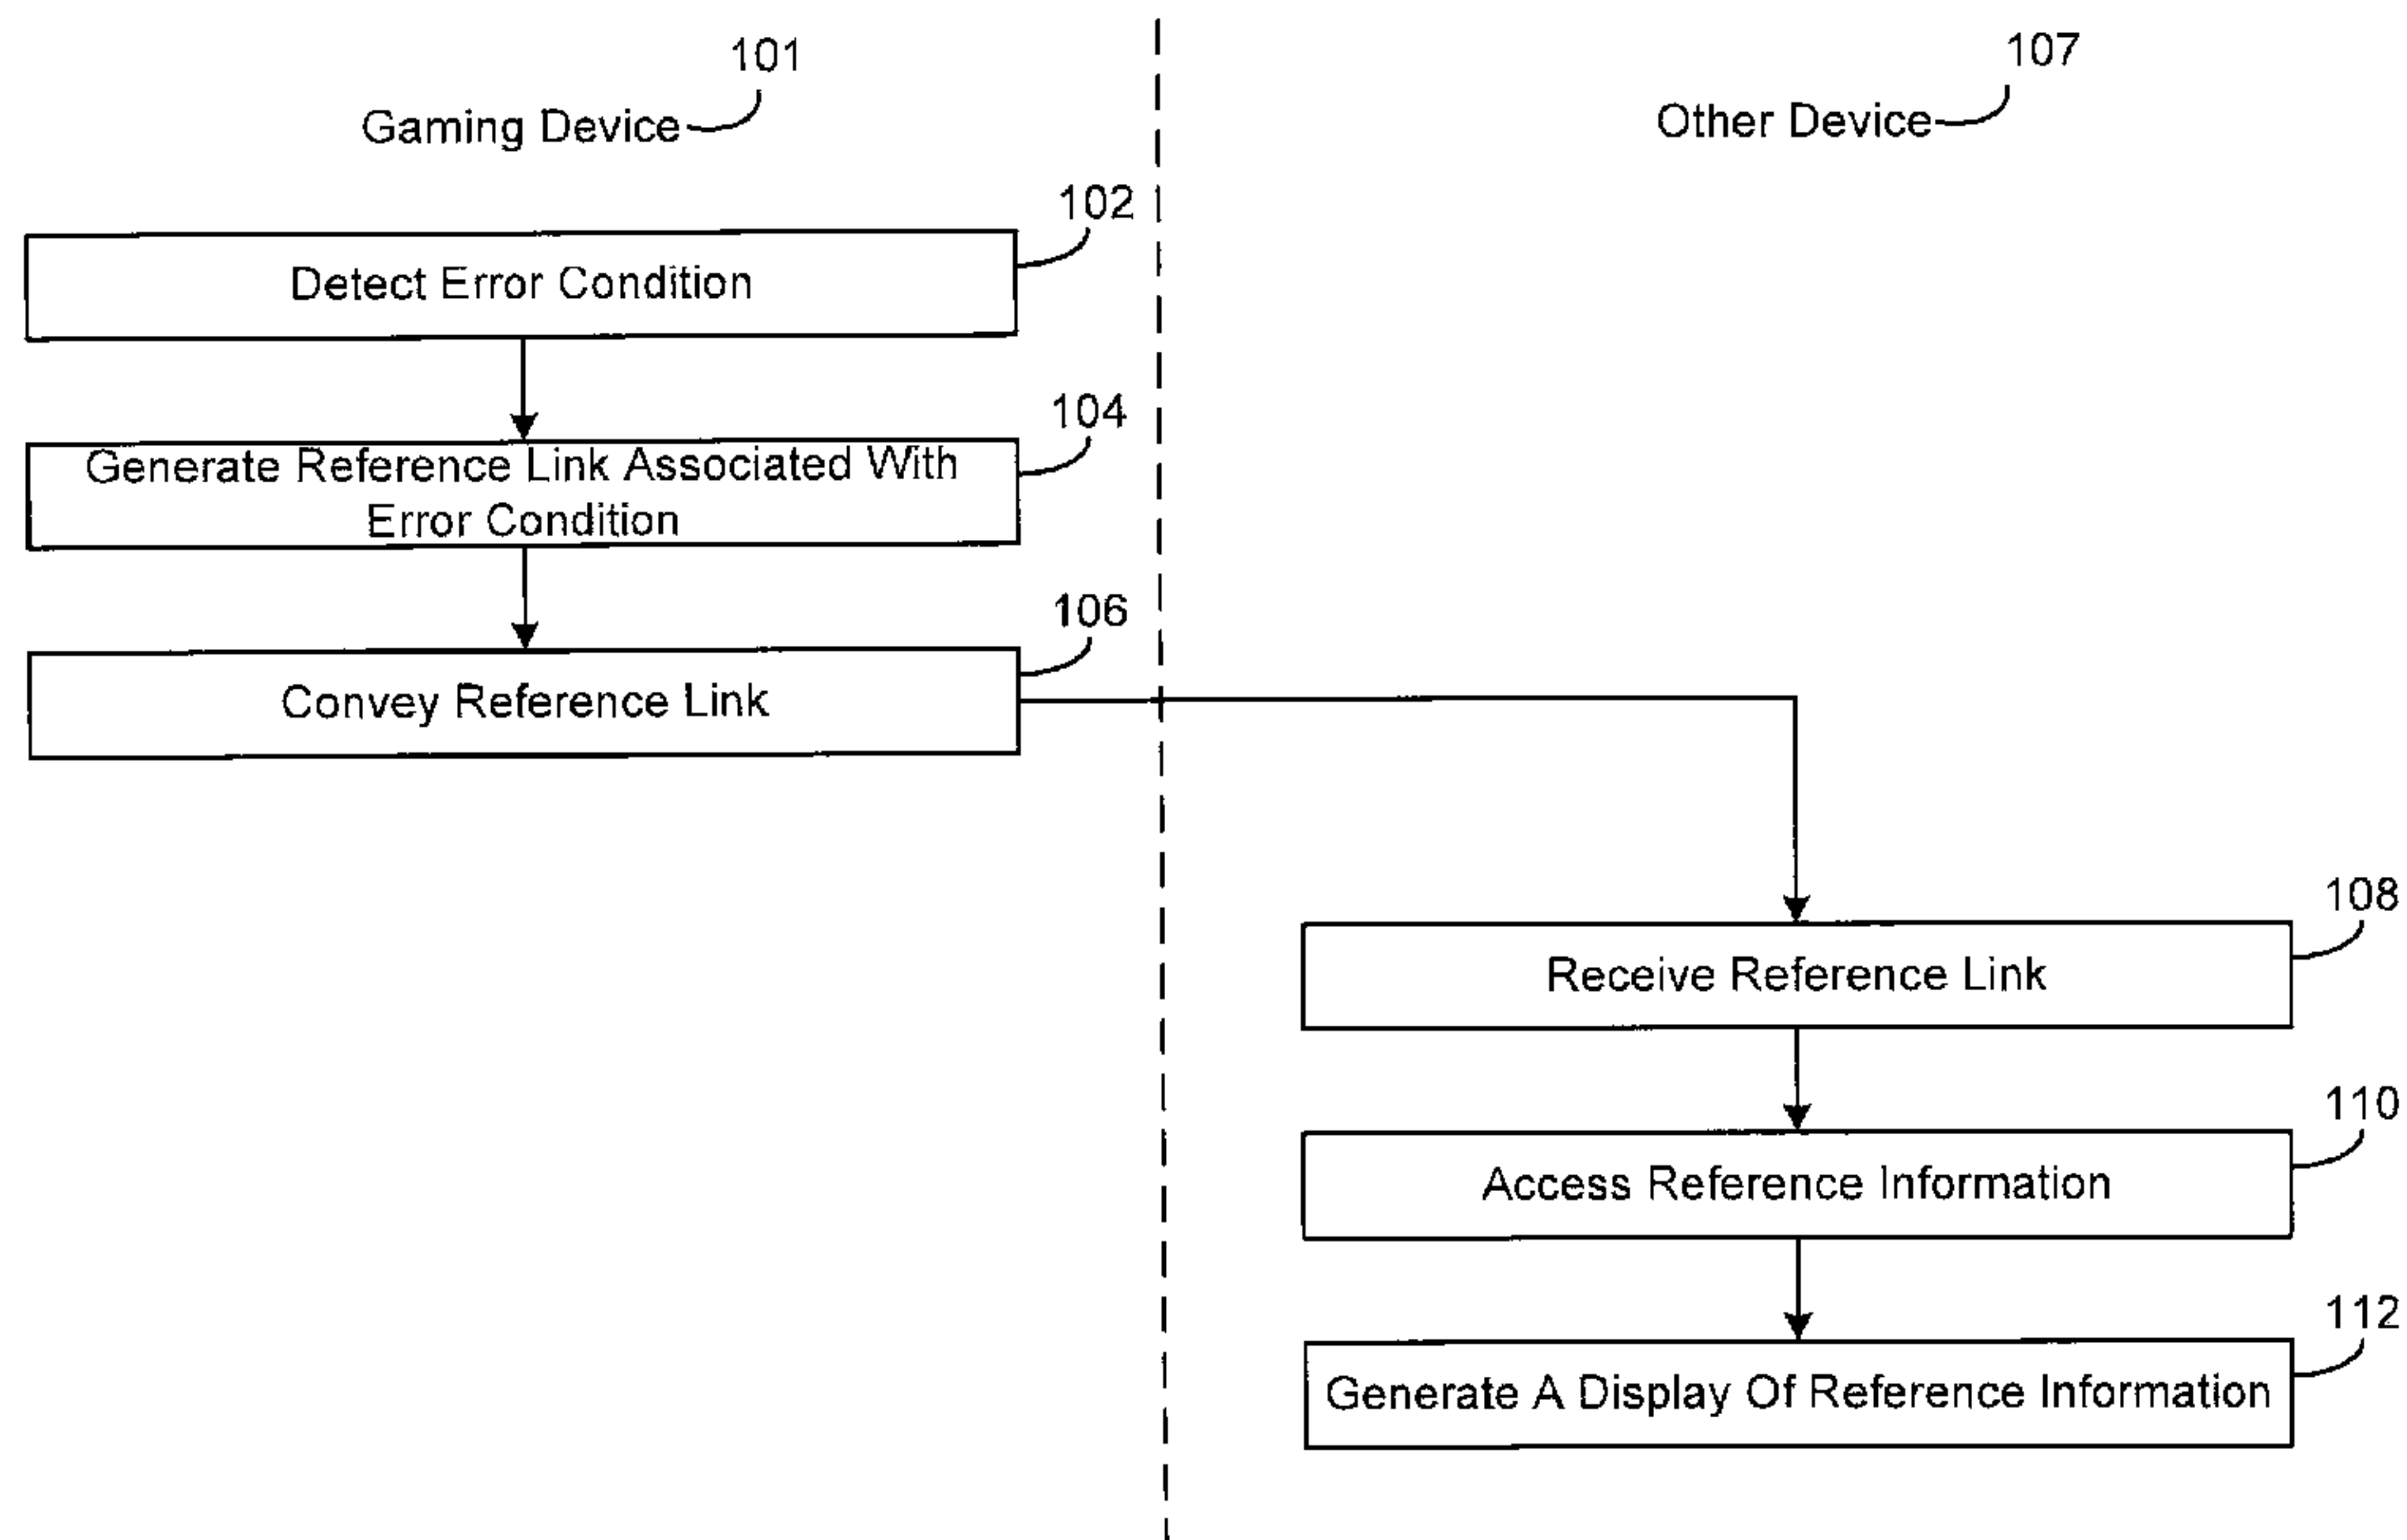 101
Gaming Device
107
Other Device
102
Detect Error Condition
104
Generate Reference Link Associated With
Error Condition
106
Convey Reference Link
108
Receive Reference Link
110
Access Reference Information
112
Generate A Display Of Reference Information